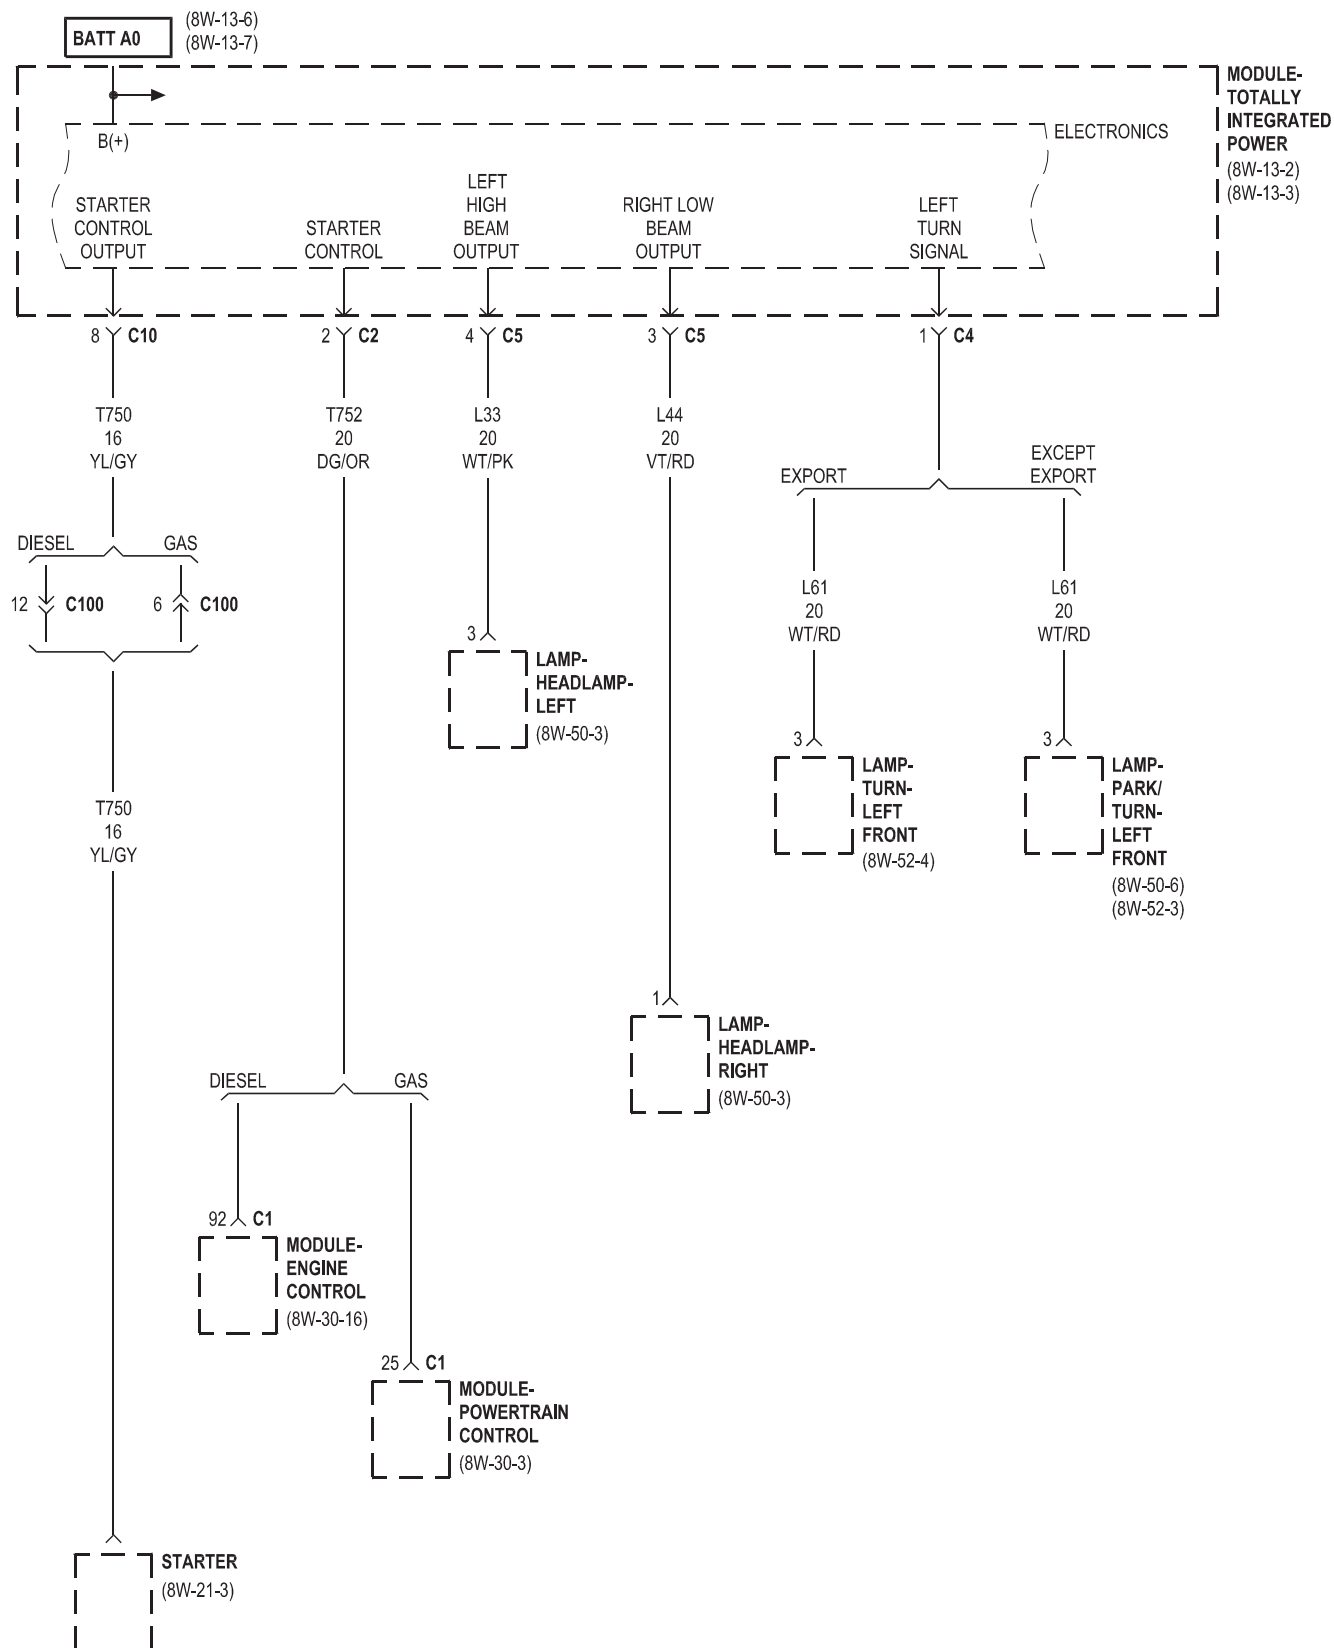 BATT A0
(8W-13-6)
(8W-13-7)
MODULE-
TOTALLY
INTEGRATED
POWER
(8W-13-2)
(8W-13-3)
B(+)
ELECTRONICS
STARTER
CONTROL
OUTPUT
STARTER
CONTROL
LEFT
HIGH
BEAM
OUTPUT
RIGHT LOW
BEAM
OUTPUT
LEFT
TURN
SIGNAL
8 C10
2 C2
4 C5
3 C5
1 C4
T750
16
YL/GY
T752
20
DG/OR
L33
20
WT/PK
L44
20
VT/RD
EXPORT
EXCEPT
EXPORT
DIESEL
GAS
12 C100
6 C100
L61
20
WT/RD
L61
20
WT/RD
3
LAMP-
HEADLAMP-
LEFT
(8W-50-3)
3
LAMP-
TURN-
LEFT
FRONT
(8W-52-4)
3
LAMP-
PARK/
TURN-
LEFT
FRONT
(8W-50-6)
(8W-52-3)
T750
16
YL/GY
1
LAMP-
HEADLAMP-
RIGHT
(8W-50-3)
DIESEL
GAS
92 C1
MODULE-
ENGINE
CONTROL
(8W-30-16)
25 C1
MODULE-
POWERTRAIN
CONTROL
(8W-30-3)
STARTER
(8W-21-3)